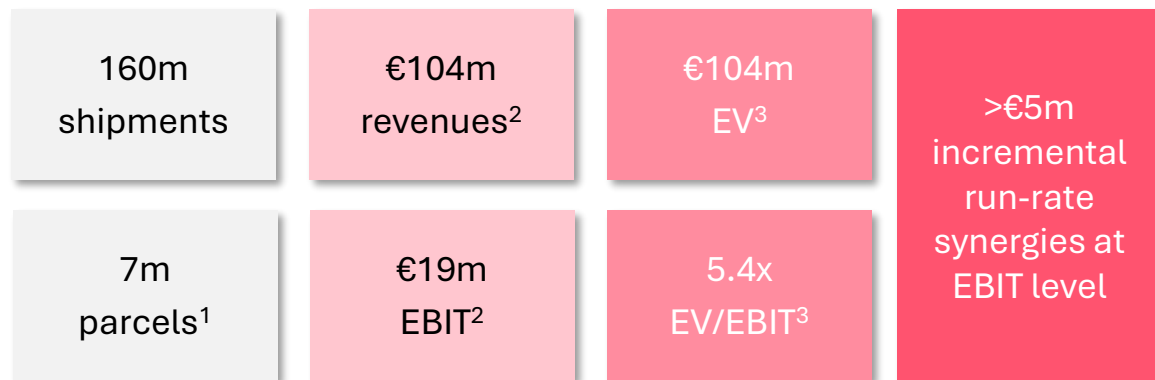 160m
shipments
€104m
revenues²
€104m
EV³
>€5m
incremental
run-rate
synergies at
EBIT level
7m
parcels¹
€19m
EBIT²
5.4x
EV/EBIT³